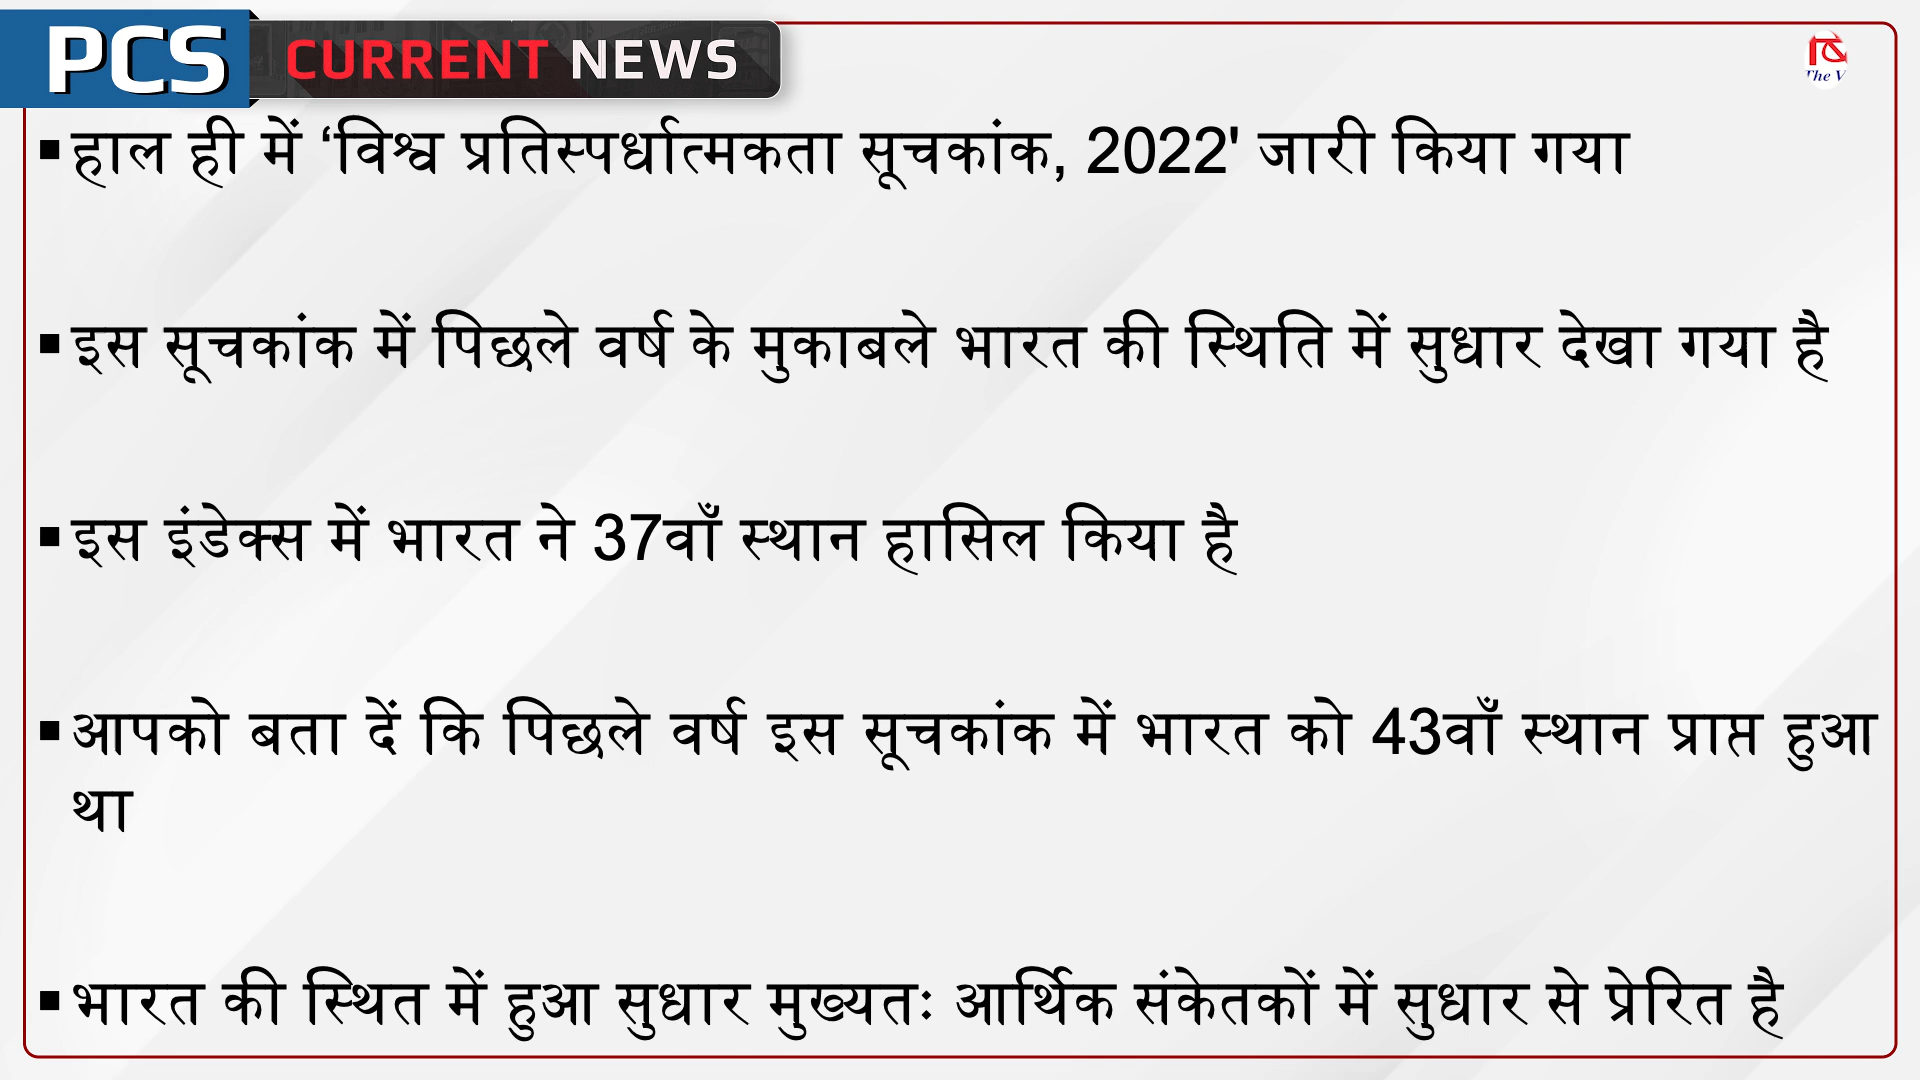 PCS CURRENT NEWS
The V
▪ हाल ही में ‘विश्व प्रतिस्पर्धात्मकता सूचकांक, 2022' जारी किया गया
▪ इस सूचकांक में पिछले वर्ष के मुकाबले भारत की स्थिति में सुधार देखा गया है
▪ इस इंडेक्स में भारत ने 37वाँ स्थान हासिल किया है
▪ आपको बता दें कि पिछले वर्ष इस सूचकांक में भारत को 43वाँ स्थान प्राप्त हुआ
था
▪ भारत की स्थित में हुआ सुधार मुख्यतः आर्थिक संकेतकों में सुधार से प्रेरित है